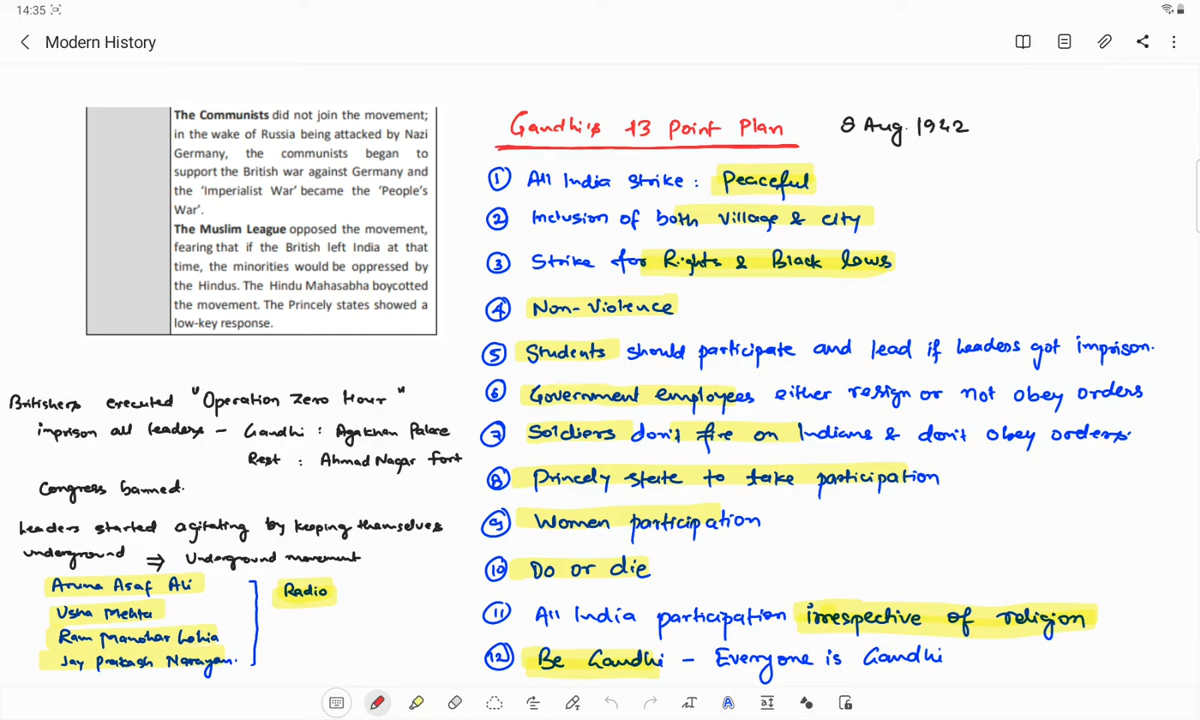 14:35
Modern History
The Communists did not join the movement;
in the wake of Russia being attacked by Nazi
Germany, the communists began to
support the British war against Germany and
the ‘Imperialist War’ became the ‘People’s
War’.
The Muslim League opposed the movement,
fearing that if the British left India at that
time, the minorities would be oppressed by
the Hindus. The Hindu Mahasabha boycotted
the movement. The Princely states showed a
low-key response.
Britishers executed "Operation Zero Hour"
imprison all leaders - Gandhi : Agakhan Palace
Rest : Ahmad Nagar fort
Congress banned.
Leaders started agitating by keeping themselves
underground ⇒ Underground movement
Aruna Asaf Ali
Usha Mehta
Ram Manohar Lohia
Jay Prakash Narayan.
Radio
Gandhi's 13 Point Plan 8 Aug. 1942
① All India Strike : Peaceful
② Inclusion of both village & city
③ Strike for Rights & Black laws
④ Non-Violence
⑤ Students should participate and lead if leaders got imprison.
⑥ Government employees either resign or not obey orders
⑦ Soldiers don't fire on Indians & don't obey orders.
⑧ Princely state to take participation
⑨ Women participation
⑩ Do or die
⑪ All India participation irrespective of religion
⑫ Be Gandhi - Everyone is Gandhi